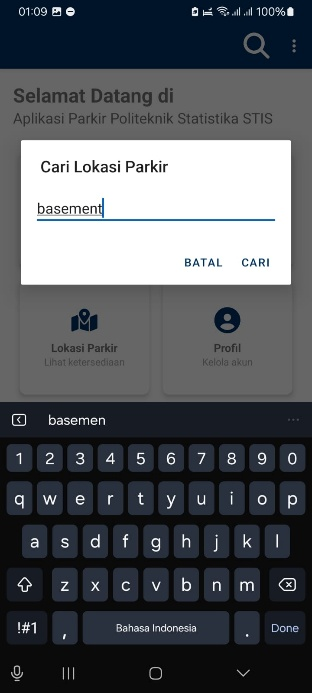 01:09 100%
Selamat Datang di
Aplikasi Parkir Politeknik Statistika STIS
Cari Lokasi Parkir
basement
BATAL CARI
Lokasi Parkir Profil
Lihat ketersediaan Kelola akun
basemen
1 2 3 4 5 6 7 8 9 0
q w e r t y u i o p
a s d f g h j k l
z x c v b n m
!#1 , Bahasa Indonesia . Done